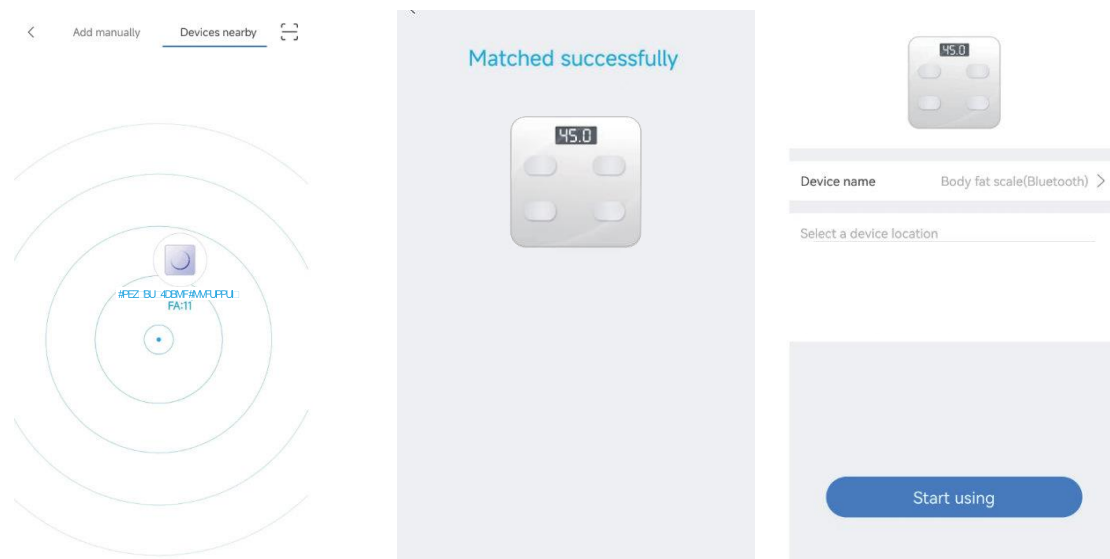 Add manually
Devices nearby
FA:11
Matched successfully
45.0
45.0
Device name
Body fat scale(Bluetooth)
Select a device location
Start using